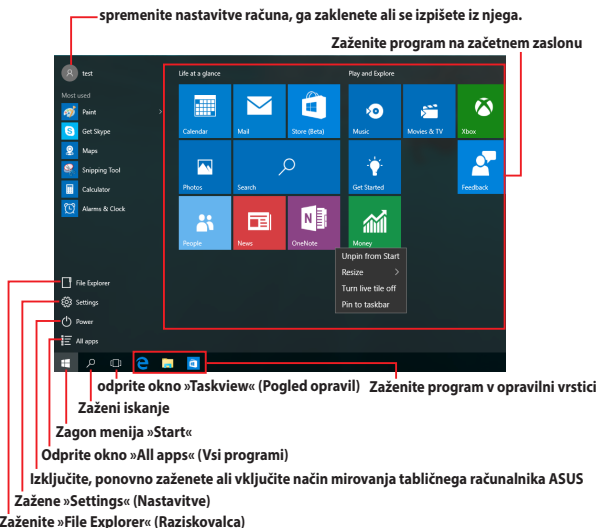 spremenite nastavitve računa, ga zaklenete ali se izpišete iz njega.
Zaženite program na začetnem zaslonu
test
Life at a glance
Play and Explore
Most used
Paint
Get Skype
Maps
Snipping Tool
Calculator
Alarms & Clock
Calendar
Mail
Store (Beta)
Music
Movies & TV
Xbox
Photos
Search
Get Started
Feedback
People
News
OneNote
Money
Unpin from Start
Resize
Turn live tile off
Pin to taskbar
File Explorer
Settings
Power
All apps
odprite okno »Taskview« (Pogled opravil)
Zaženite program v opravilni vrstici
Zaženi iskanje
Zagon menija »Start«
Odprite okno »All apps« (Vsi programi)
Izključite, ponovno zaženete ali vključite način mirovanja tabličnega računalnika ASUS
Zažene »Settings« (Nastavitve)
Zaženite »File Explorer« (Raziskovalca)